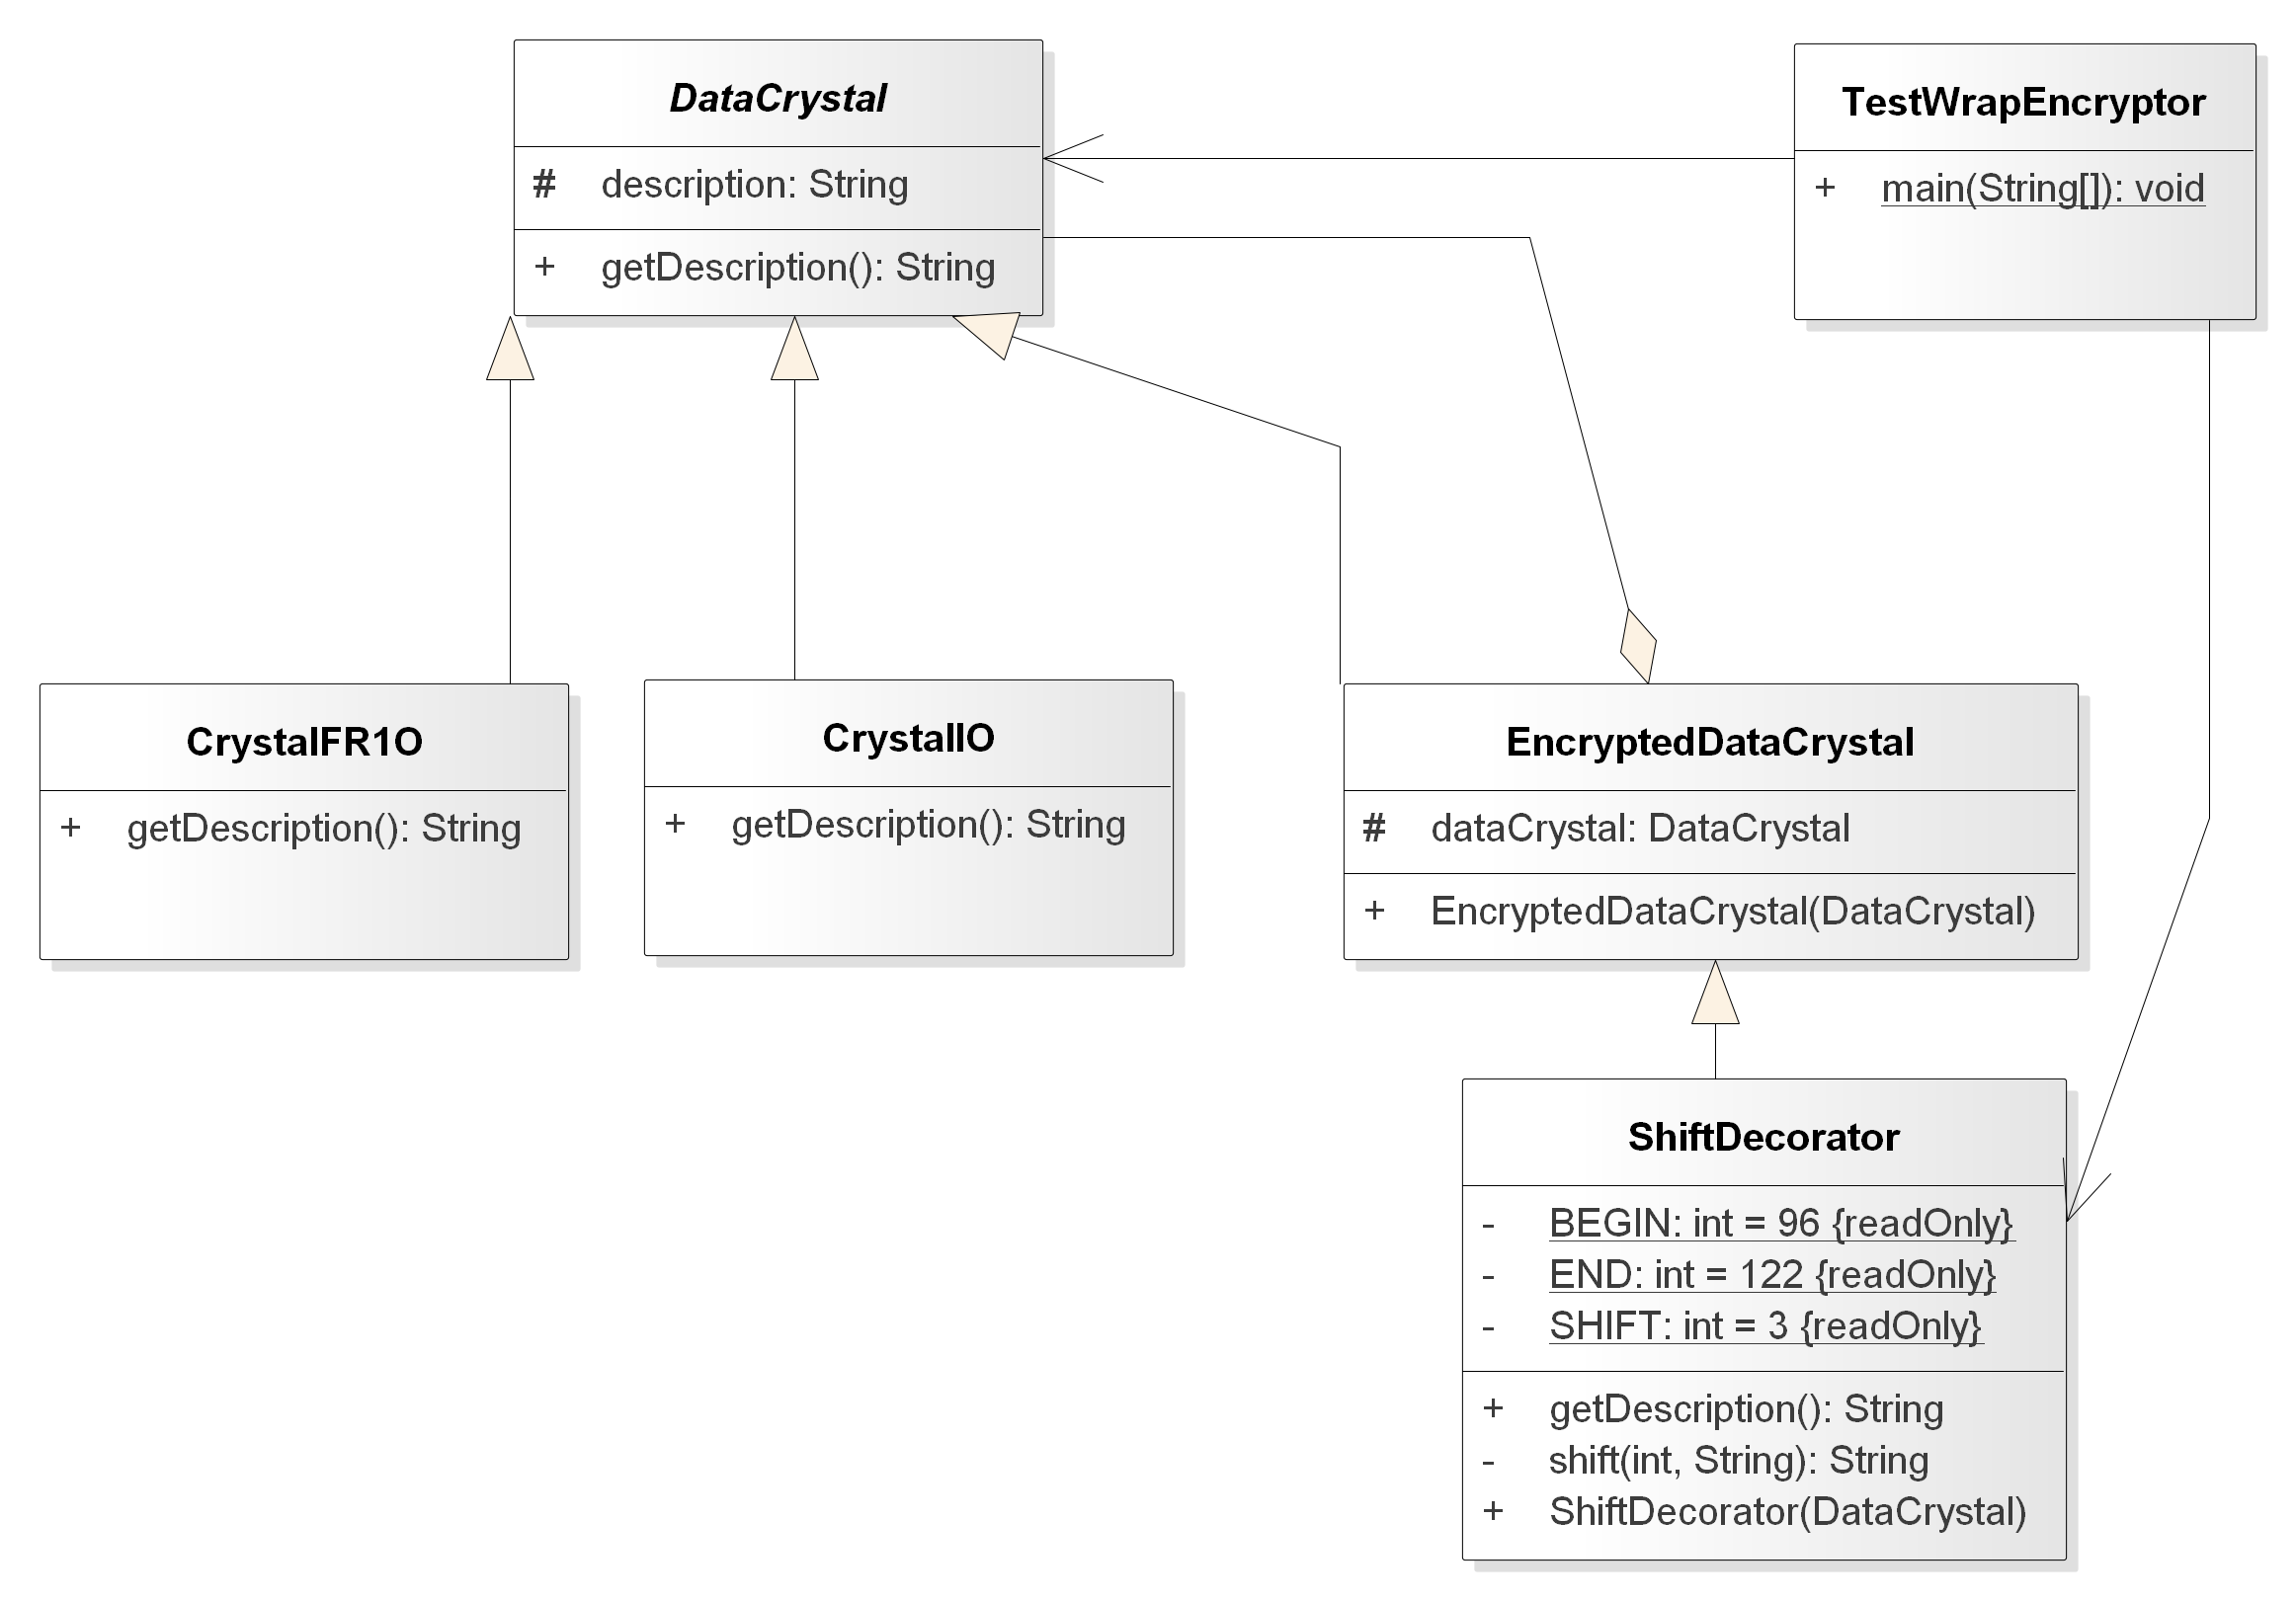 DataCrystal
# description: String
+ getDescription(): String
TestWrapEncryptor
+ main(String[]): void
CrystalFR1O
+ getDescription(): String
CrystalIO
+ getDescription(): String
EncryptedDataCrystal
# dataCrystal: DataCrystal
+ EncryptedDataCrystal(DataCrystal)
ShiftDecorator
- BEGIN: int = 96 {readOnly}
- END: int = 122 {readOnly}
- SHIFT: int = 3 {readOnly}
+ getDescription(): String
- shift(int, String): String
+ ShiftDecorator(DataCrystal)